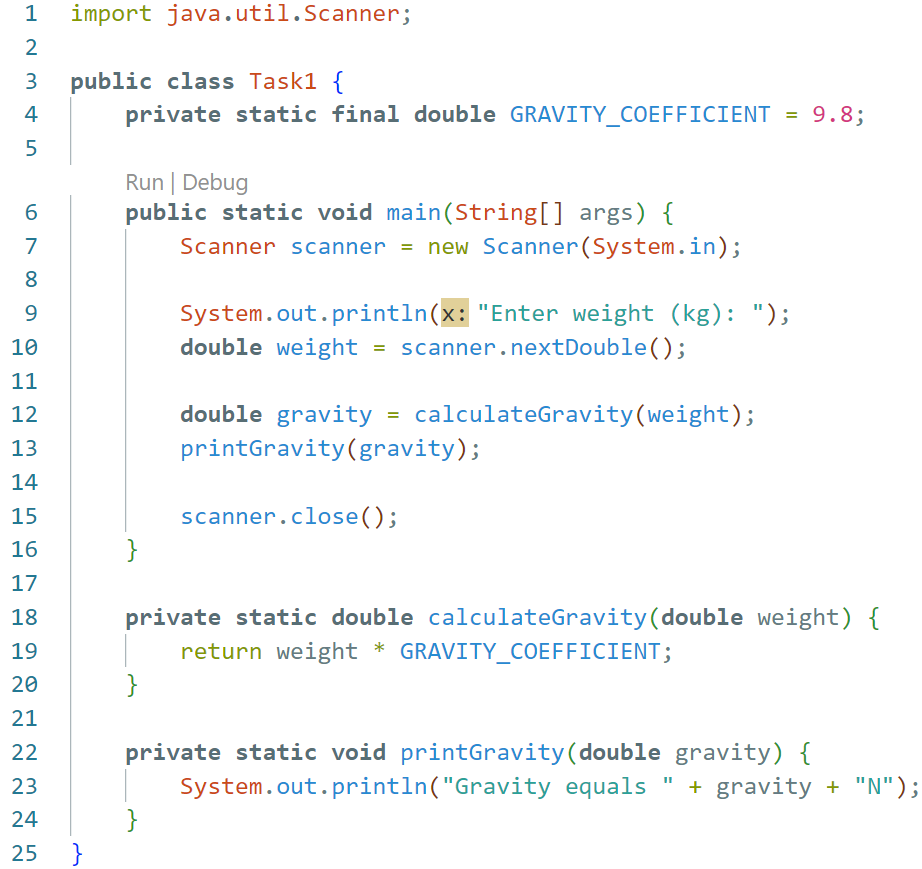 1 import java.util.Scanner;
2
3 public class Task1 {
4     private static final double GRAVITY_COEFFICIENT = 9.8;
5
    Run | Debug
6     public static void main(String[] args) {
7         Scanner scanner = new Scanner(System.in);
8
9         System.out.println(x: "Enter weight (kg): ");
10         double weight = scanner.nextDouble();
11
12         double gravity = calculateGravity(weight);
13         printGravity(gravity);
14
15         scanner.close();
16     }
17
18     private static double calculateGravity(double weight) {
19         return weight * GRAVITY_COEFFICIENT;
20     }
21
22     private static void printGravity(double gravity) {
23         System.out.println("Gravity equals " + gravity + "N");
24     }
25 }